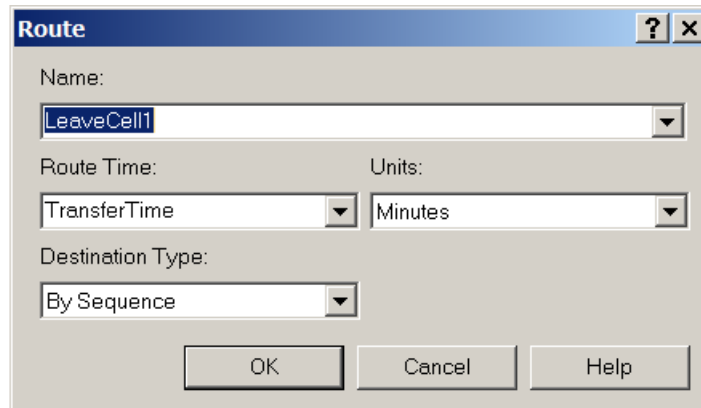 Route
Name:
LeaveCell1
Route Time: Units:
TransferTime Minutes
Destination Type:
By Sequence
OK Cancel Help